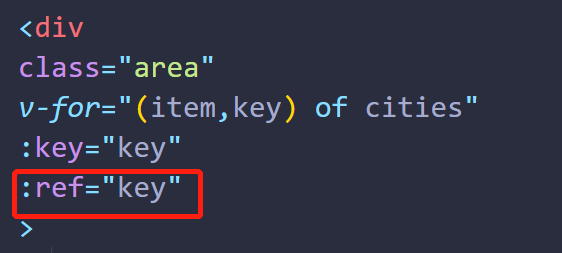 <div
class="area"
v-for="(item,key) of cities"
:key="key"
:ref="key"
>